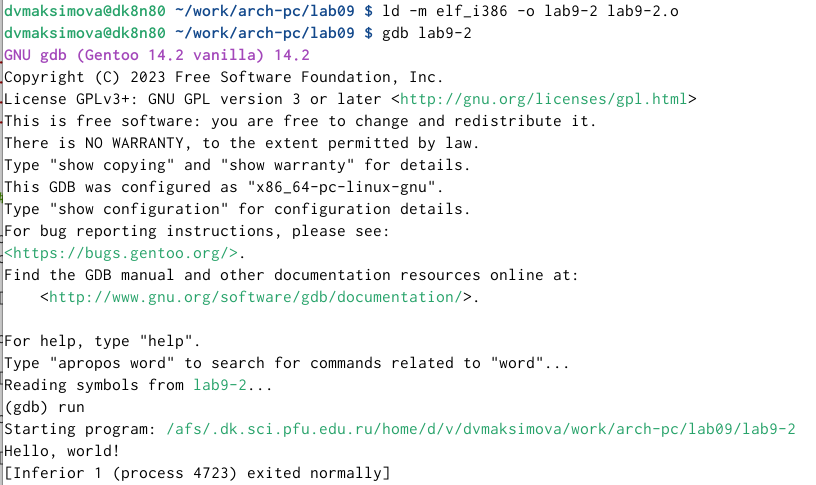 dvmaksimova@dk8n80 ~/work/arch-pc/lab09 $ ld -m elf_i386 -o lab9-2 lab9-2.o
dvmaksimova@dk8n80 ~/work/arch-pc/lab09 $ gdb lab9-2
GNU gdb (Gentoo 14.2 vanilla) 14.2
Copyright (C) 2023 Free Software Foundation, Inc.
License GPLv3+: GNU GPL version 3 or later <http://gnu.org/licenses/gpl.html>
This is free software: you are free to change and redistribute it.
There is NO WARRANTY, to the extent permitted by law.
Type "show copying" and "show warranty" for details.
This GDB was configured as "x86_64-pc-linux-gnu".
Type "show configuration" for configuration details.
For bug reporting instructions, please see:
<https://bugs.gentoo.org/>.
Find the GDB manual and other documentation resources online at:
    <http://www.gnu.org/software/gdb/documentation/>.

For help, type "help".
Type "apropos word" to search for commands related to "word"...
Reading symbols from lab9-2...
(gdb) run
Starting program: /afs/.dk.sci.pfu.edu.ru/home/d/v/dvmaksimova/work/arch-pc/lab09/lab9-2
Hello, world!
[Inferior 1 (process 4723) exited normally]